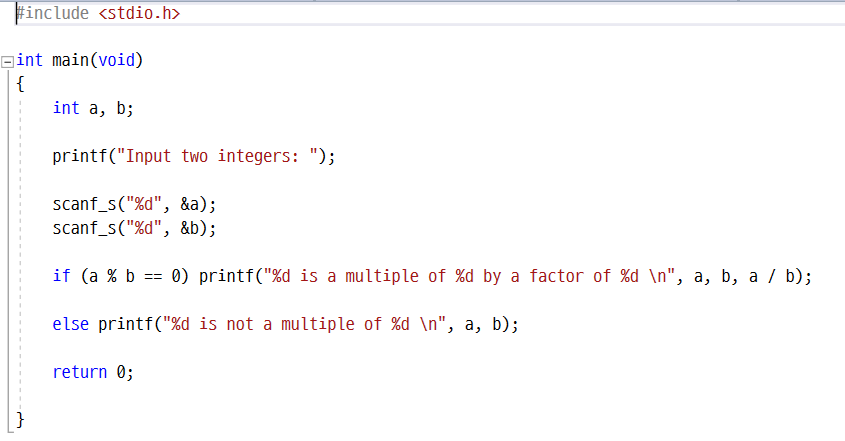 #include <stdio.h>
int main(void)
{
int a, b;
printf("Input two integers: ");
scanf_s("%d", &a);
scanf_s("%d", &b);
if (a % b == 0) printf("%d is a multiple of %d by a factor of %d \n", a, b, a / b);
else printf("%d is not a multiple of %d \n", a, b);
return 0;
}